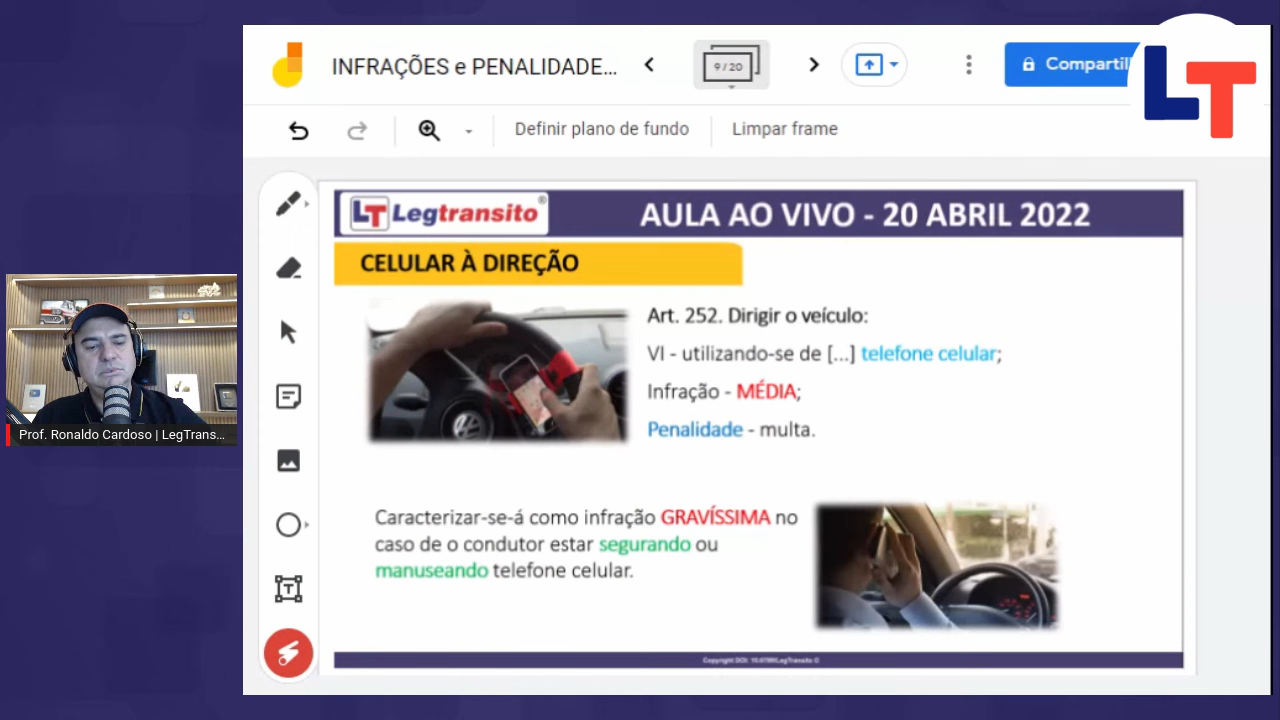 INFRAÇÕES e PENALIDADE...
9 / 20
Compartil
LT
Definir plano de fundo
Limpar frame
LT Legtransito®
AULA AO VIVO - 20 ABRIL 2022
CELULAR À DIREÇÃO
Art. 252. Dirigir o veículo:
VI - utilizando-se de [...] telefone celular;
Infração - MÉDIA;
Penalidade - multa.
Caracterizar-se-á como infração GRAVÍSSIMA no
caso de o condutor estar segurando ou
manuseando telefone celular.
Prof. Ronaldo Cardoso | LegTrans...